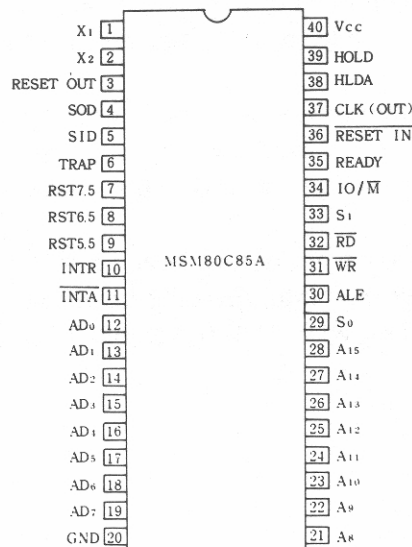 X1 1 40 Vcc
X2 2 39 HOLD
RESET OUT 3 38 HLDA
SOD 4 37 CLK (OUT)
SID 5 36 RESET IN
TRAP 6 35 READY
RST7.5 7 34 IO/M
RST6.5 8 33 S1
RST5.5 9 32 RD
INTR 10 MSM80C85A 31 WR
INTA 11 30 ALE
AD0 12 29 S0
AD1 13 28 A15
AD2 14 27 A14
AD3 15 26 A13
AD4 16 25 A12
AD5 17 24 A11
AD6 18 23 A10
AD7 19 22 A9
GND 20 21 A8